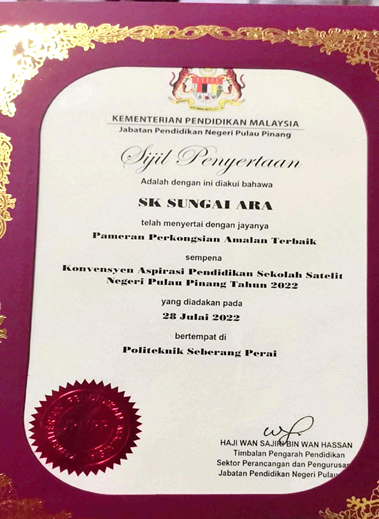 KEMENTERIAN PENDIDIKAN MALAYSIA
Jabatan Pendidikan Negeri Pulau Pinang
Sijil Penyertaan
Adalah dengan ini diakui bahawa
SK SUNGAI ARA
telah menyertai dengan jayanya
Pameran Perkongsian Amalan Terbaik
sempena
Konvensyen Aspirasi Pendidikan Sekolah Satelit
Negeri Pulau Pinang Tahun 2022
yang diadakan pada
28 Julai 2022
bertempat di
Politeknik Seberang Perai
HAJI WAN SAJIRI BIN WAN HASSAN
Timbalan Pengarah Pendidikan
Sektor Perancangan dan Pengurusan
Jabatan Pendidikan Negeri Pulau